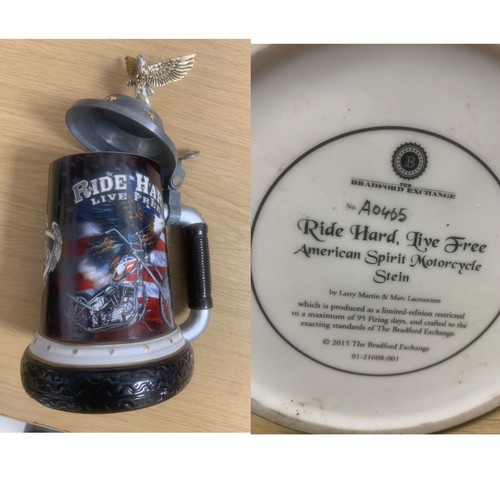 RIDE HARD
LIVE FREE
B
THE
BRADFORD EXCHANGE
No. A0465
Ride Hard, Live Free
American Spirit Motorcycle
Stein
by Larry Martin & Marc Lacourciere
which is produced as a limited-edition restricted
to a maximum of 95 Firing days, and crafted to the
exacting standards of The Bradford Exchange.
© 2015 The Bradford Exchange
01-21608-001